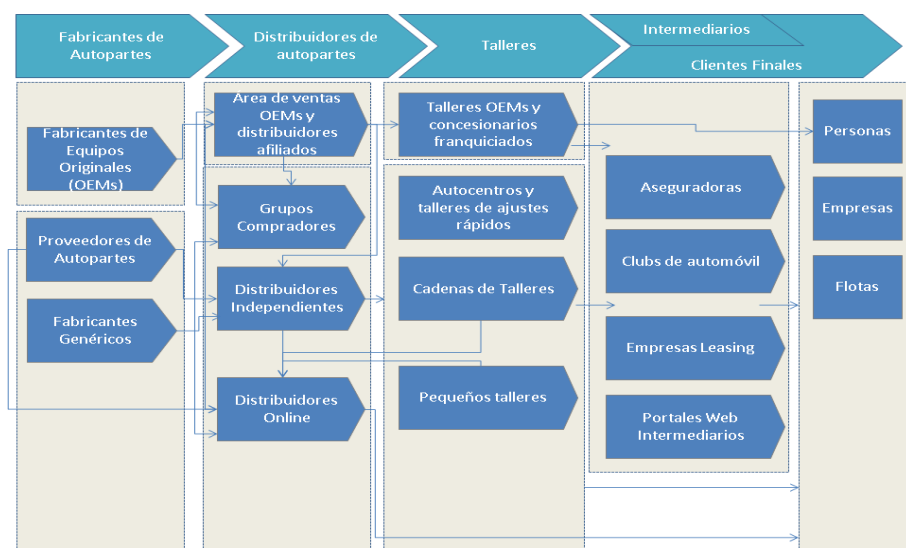 Fabricantes de
Autopartes
Distribuidores de
autopartes
Talleres
Intermediarios
Clientes Finales
Fabricantes de
Equipos
Originales
(OEMs)
Proveedores de
Autopartes
Fabricantes
Genéricos
Área de ventas
OEMs y
distribuidores
afiliados
Grupos
Compradores
Distribuidores
Independientes
Distribuidores
Online
Talleres OEMs y
concesionarios
franquiciados
Autocentros y
talleres de ajustes
rápidos
Cadenas de Talleres
Pequeños talleres
Aseguradoras
Clubs de automóvil
Empresas Leasing
Portales Web
Intermediarios
Personas
Empresas
Flotas